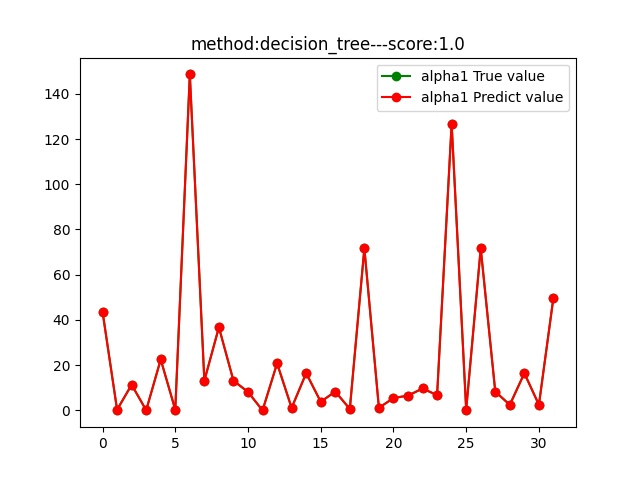 method:decision_tree---score:1.0
alpha1 True value
alpha1 Predict value
140
120
100
80
60
40
20
0
0 5 10 15 20 25 30